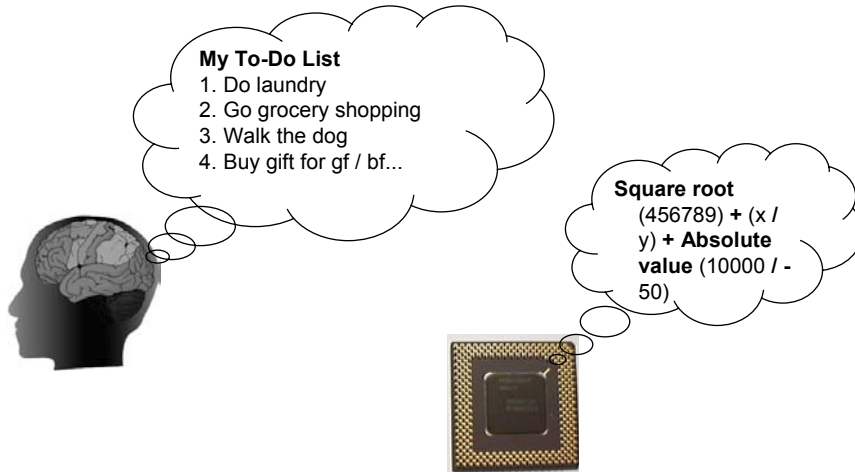 My To-Do List
1. Do laundry
2. Go grocery shopping
3. Walk the dog
4. Buy gift for gf / bf...
Square root
(456789) + (x /
y) + Absolute
value (10000 / -
50)